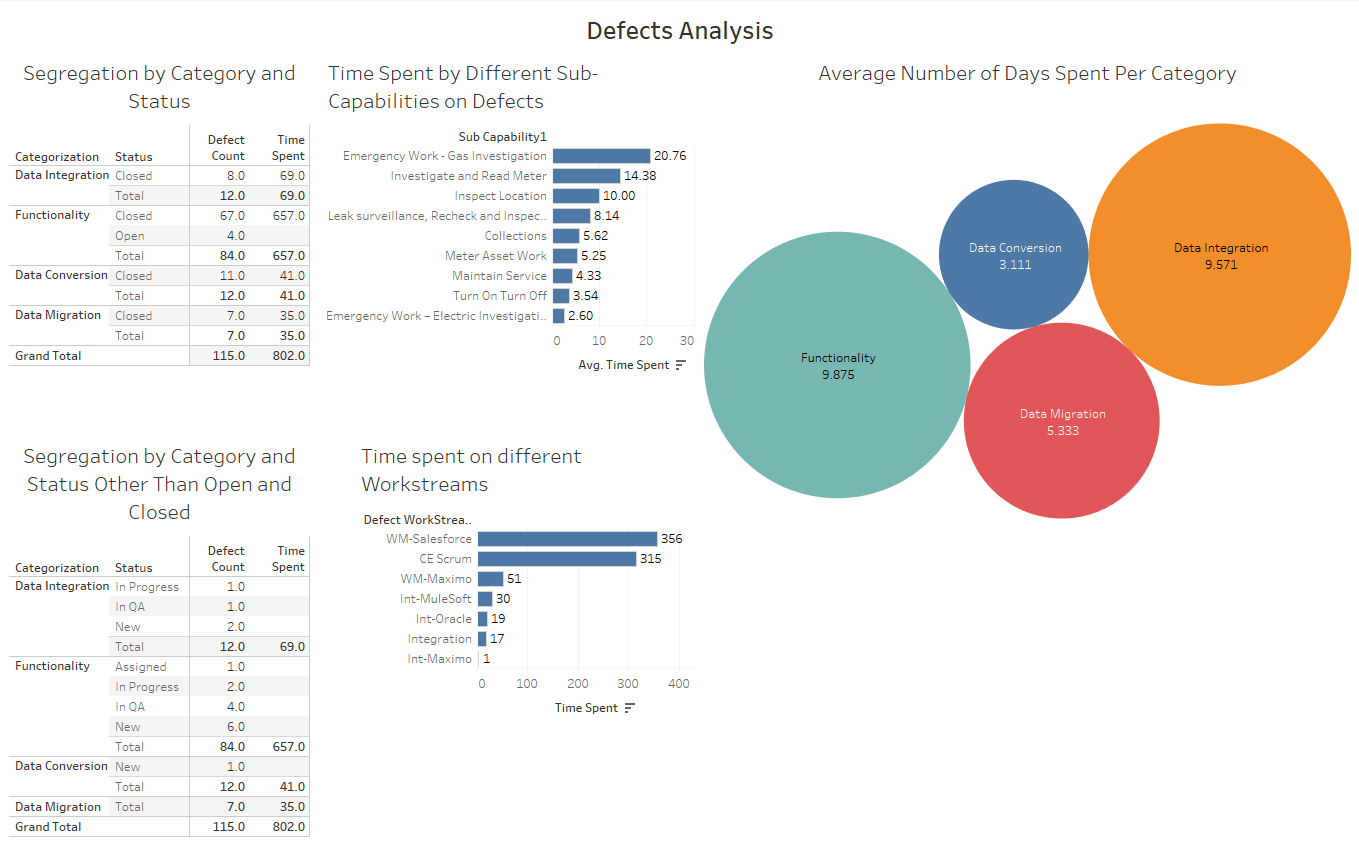 Defects Analysis
Segregation by Category and
Status
Defect Time
Categorization Status Count Spent
Data Integration Closed 8.0 69.0
Total 12.0 69.0
Functionality Closed 67.0 657.0
Open 4.0
Total 84.0 657.0
Data Conversion Closed 11.0 41.0
Total 12.0 41.0
Data Migration Closed 7.0 35.0
Total 7.0 35.0
Grand Total 115.0 802.0
Time Spent by Different Sub-
Capabilities on Defects
Sub Capability1
Emergency Work - Gas Investigation 20.76
Investigate and Read Meter 14.38
Inspect Location 10.00
Leak surveillance, Recheck and Inspec.. 8.14
Collections 5.62
Meter Asset Work 5.25
Maintain Service 4.33
Turn On Turn Off 3.54
Emergency Work – Electric Investigati.. 2.60
0 10 20 30
Avg. Time Spent
Average Number of Days Spent Per Category
Data Conversion
3.111
Data Integration
9.571
Functionality
9.875
Data Migration
5.333
Segregation by Category and
Status Other Than Open and
Closed
Defect Time
Categorization Status Count Spent
Data Integration In Progress 1.0
In QA 1.0
New 2.0
Total 12.0 69.0
Functionality Assigned 1.0
In Progress 2.0
In QA 4.0
New 6.0
Total 84.0 657.0
Data Conversion New 1.0
Total 12.0 41.0
Data Migration Total 7.0 35.0
Grand Total 115.0 802.0
Time spent on different
Workstreams
Defect WorkStrea..
WM-Salesforce 356
CE Scrum 315
WM-Maximo 51
Int-MuleSoft 30
Int-Oracle 19
Integration 17
Int-Maximo 1
0 100 200 300 400
Time Spent